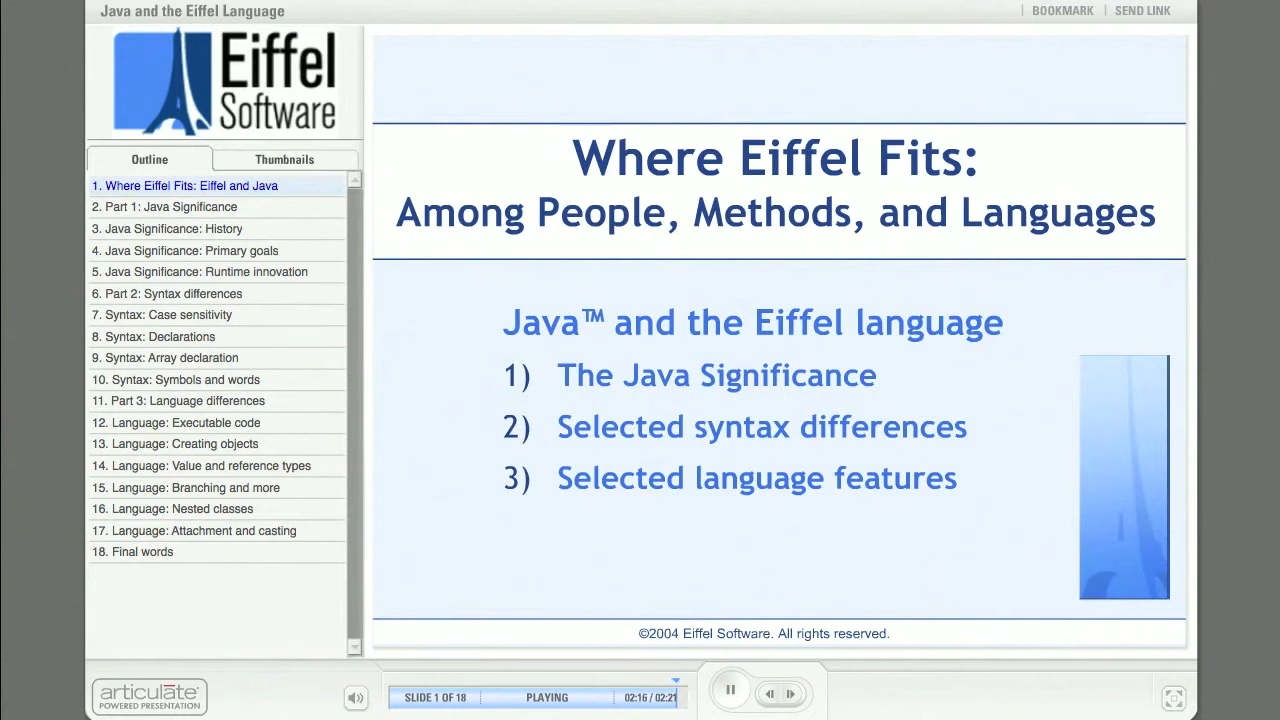 Java and the Eiffel Language
BOOKMARK
SEND LINK
Eiffel
Software
Outline
Thumbnails
1. Where Eiffel Fits: Eiffel and Java
2. Part 1: Java Significance
3. Java Significance: History
4. Java Significance: Primary goals
5. Java Significance: Runtime innovation
6. Part 2: Syntax differences
7. Syntax: Case sensitivity
8. Syntax: Declarations
9. Syntax: Array declaration
10. Syntax: Symbols and words
11. Part 3: Language differences
12. Language: Executable code
13. Language: Creating objects
14. Language: Value and reference types
15. Language: Branching and more
16. Language: Nested classes
17. Language: Attachment and casting
18. Final words
Where Eiffel Fits:
Among People, Methods, and Languages
Java™ and the Eiffel language
1) The Java Significance
2) Selected syntax differences
3) Selected language features
©2004 Eiffel Software. All rights reserved.
articulate
POWERED PRESENTATION
SLIDE 1 OF 18
PLAYING
02:16 / 02:21